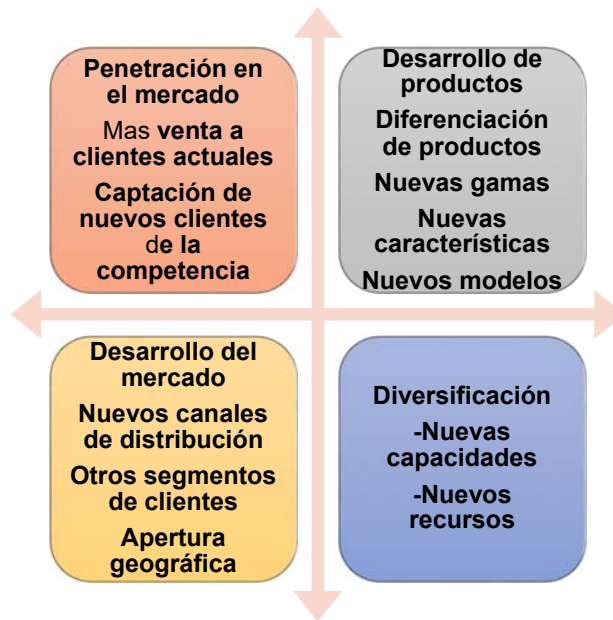 Penetración en
el mercado
Mas venta a
clientes actuales
Captación de
nuevos clientes
de la
competencia
Desarrollo de
productos
Diferenciación
de productos
Nuevas gamas
Nuevas
características
Nuevos modelos
Desarrollo del
mercado
Nuevos canales
de distribución
Otros segmentos
de clientes
Apertura
geográfica
Diversificación
-Nuevas
capacidades
-Nuevos
recursos